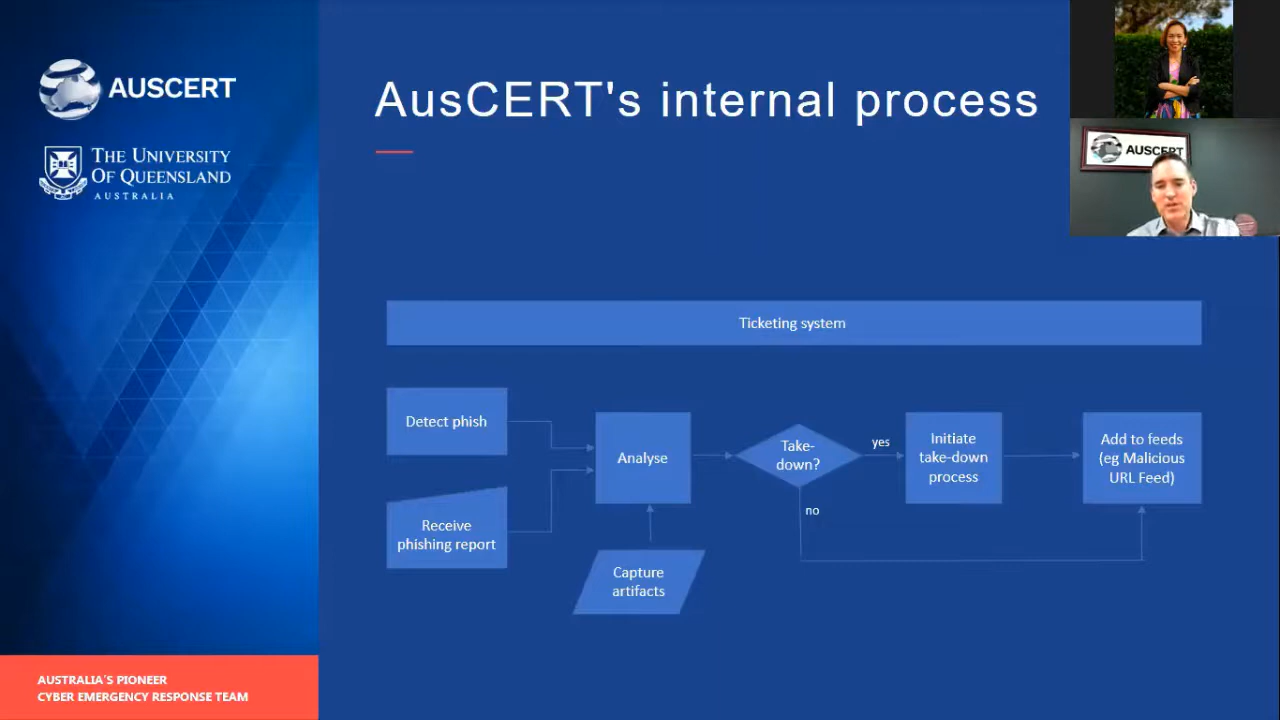 AUSCERT
THE UNIVERSITY
OF QUEENSLAND
AUSTRALIA
AusCERT's internal process
AUSCERT
Ticketing system
Detect phish
Receive
phishing report
Analyse
Capture
artifacts
Take-
down?
yes
no
Initiate
take-down
process
Add to feeds
(eg Malicious
URL Feed)
AUSTRALIA'S PIONEER
CYBER EMERGENCY RESPONSE TEAM